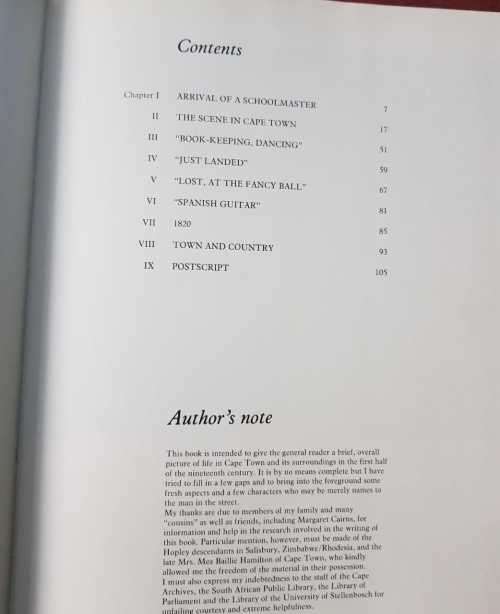 Contents
Chapter I ARRIVAL OF A SCHOOLMASTER 7
II THE SCENE IN CAPE TOWN 17
III "BOOK-KEEPING, DANCING" 51
IV "JUST LANDED" 59
V "LOST, AT THE FANCY BALL" 67
VI "SPANISH GUITAR" 81
VII 1820 85
VIII TOWN AND COUNTRY 93
IX POSTSCRIPT 105
Author's note
This book is intended to give the general reader a brief, overall
picture of life in Cape Town and its surroundings in the first half
of the nineteenth century. It is by no means complete but I have
tried to fill in a few gaps and to bring into the foreground some
fresh aspects and a few characters who may be merely names to
the man in the street.
My thanks are due to members of my family and many
"cousins" as well as friends, including Margaret Cairns, for
information and help in the research involved in the writing of
this book. Particular mention, however, must be made of the
Hopley descendants in Salisbury, Zimbabwe/Rhodesia, and the
late Mrs. Mea Baillie Hamilton of Cape Town, who kindly
allowed me the freedom of the material in their possession.
I must also express my indebtedness to the staff of the Cape
Archives, the South African Public Library, the Library of
Parliament and the Library of the University of Stellenbosch for
unfailing courtesy and extreme helpfulness.